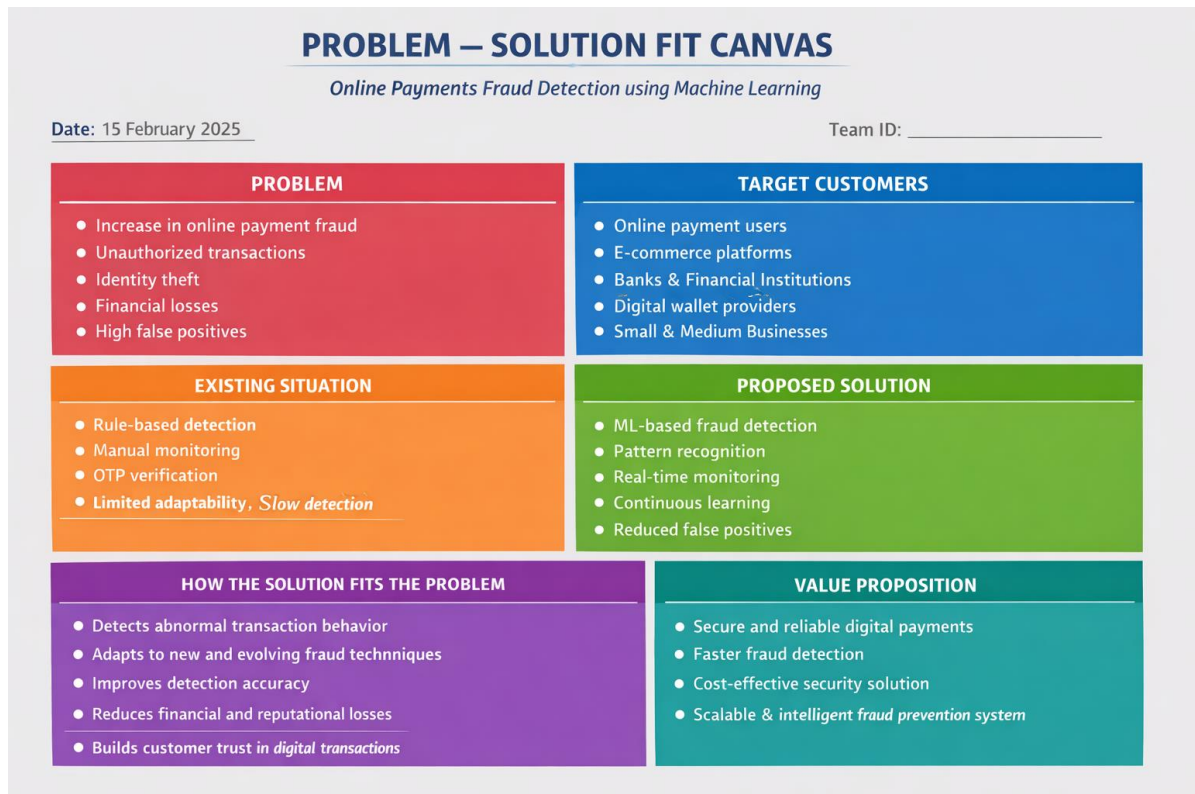 PROBLEM — SOLUTION FIT CANVAS
Online Payments Fraud Detection using Machine Learning
Date: 15 February 2025
Team ID:
PROBLEM
• Increase in online payment fraud
• Unauthorized transactions
• Identity theft
• Financial losses
• High false positives
TARGET CUSTOMERS
• Online payment users
• E-commerce platforms
• Banks & Financial Institutions
• Digital wallet providers
• Small & Medium Businesses
EXISTING SITUATION
• Rule-based detection
• Manual monitoring
• OTP verification
• Limited adaptability, Slow detection
PROPOSED SOLUTION
• ML-based fraud detection
• Pattern recognition
• Real-time monitoring
• Continuous learning
• Reduced false positives
HOW THE SOLUTION FITS THE PROBLEM
• Detects abnormal transaction behavior
• Adapts to new and evolving fraud technniques
• Improves detection accuracy
• Reduces financial and reputational losses
• Builds customer trust in digital transactions
VALUE PROPOSITION
• Secure and reliable digital payments
• Faster fraud detection
• Cost-effective security solution
• Scalable & intelligent fraud prevention system